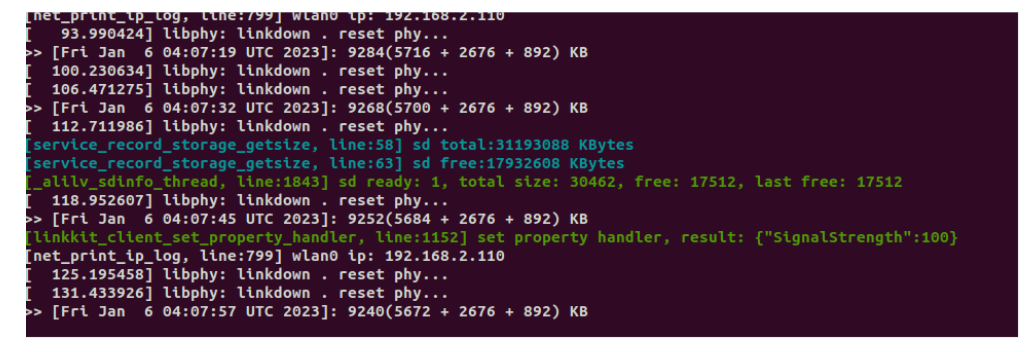 [net_print_ip_log, line:799] wlan0 ip: 192.168.2.110
[   93.990424] libphy: linkdown . reset phy...
>> [Fri Jan  6 04:07:19 UTC 2023]: 9284(5716 + 2676 + 892) KB
[  100.230634] libphy: linkdown . reset phy...
[  106.471275] libphy: linkdown . reset phy...
>> [Fri Jan  6 04:07:32 UTC 2023]: 9268(5700 + 2676 + 892) KB
[  112.711986] libphy: linkdown . reset phy...
[service_record_storage_getsize, line:58] sd total:31193088 KBytes
[service_record_storage_getsize, line:63] sd free:17932608 KBytes
[_alilv_sdinfo_thread, line:1843] sd ready: 1, total size: 30462, free: 17512, last free: 17512
[  118.952607] libphy: linkdown . reset phy...
>> [Fri Jan  6 04:07:45 UTC 2023]: 9252(5684 + 2676 + 892) KB
[linkkit_client_set_property_handler, line:1152] set property handler, result: {"SignalStrength":100}
[net_print_ip_log, line:799] wlan0 ip: 192.168.2.110
[  125.195458] libphy: linkdown . reset phy...
[  131.433926] libphy: linkdown . reset phy...
>> [Fri Jan  6 04:07:57 UTC 2023]: 9240(5672 + 2676 + 892) KB